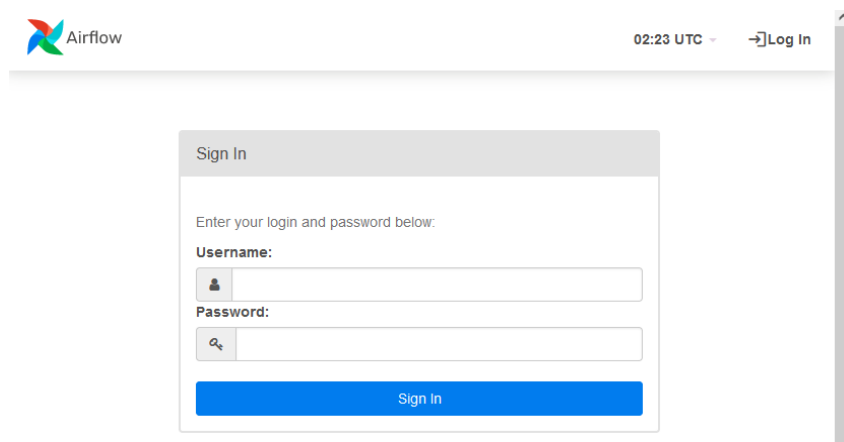 Airflow
02:23 UTC
Log In
Sign In
Enter your login and password below:
Username:
Password:
Sign In